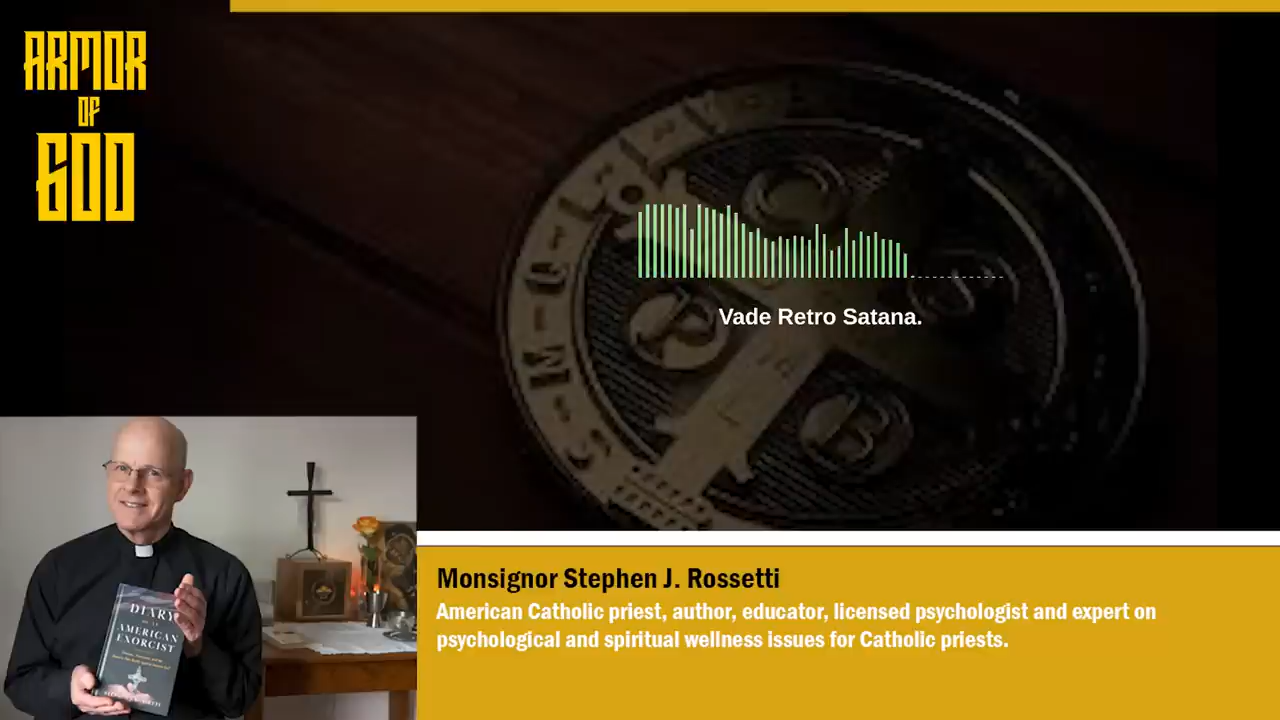 ARMOR
OF
GOD
Vade Retro Satana.
DIARY
AMERICAN
EXORCIST
Monsignor Stephen J. Rossetti
American Catholic priest, author, educator, licensed psychologist and expert on
psychological and spiritual wellness issues for Catholic priests.